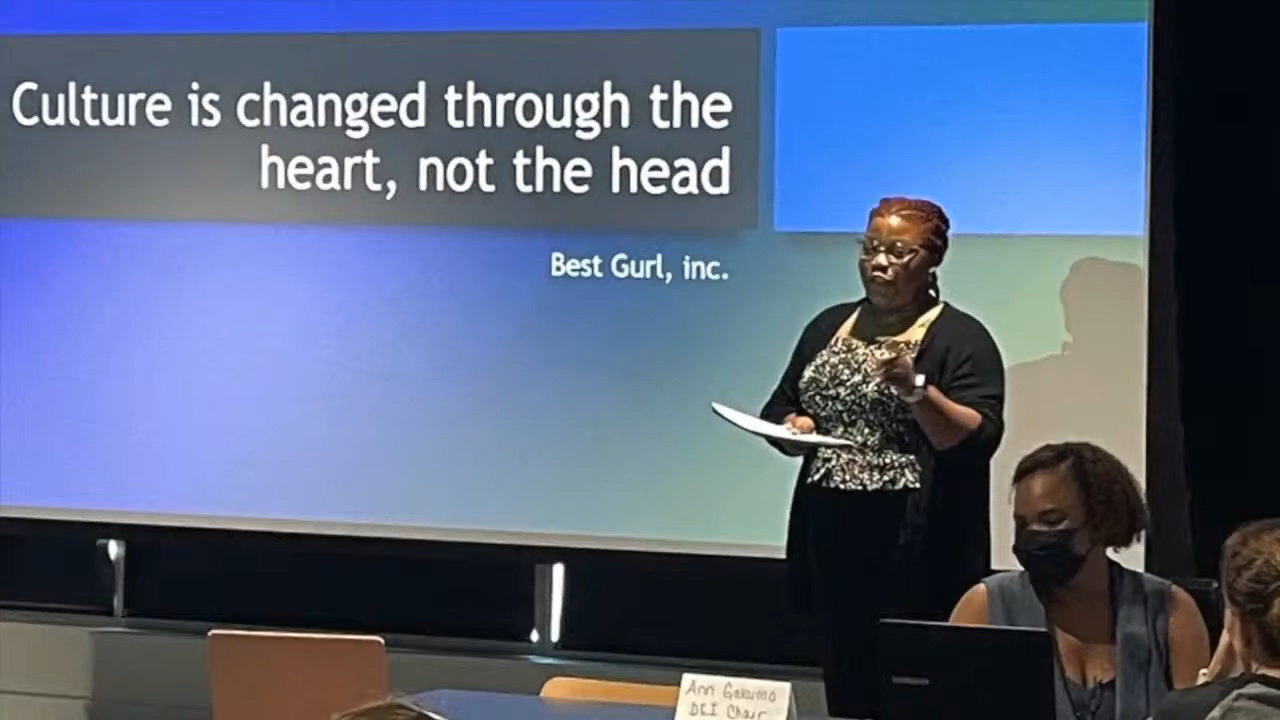 Culture is changed through the
heart, not the head
Best Gurl, inc.
Ann Gakumo
DEI Chair